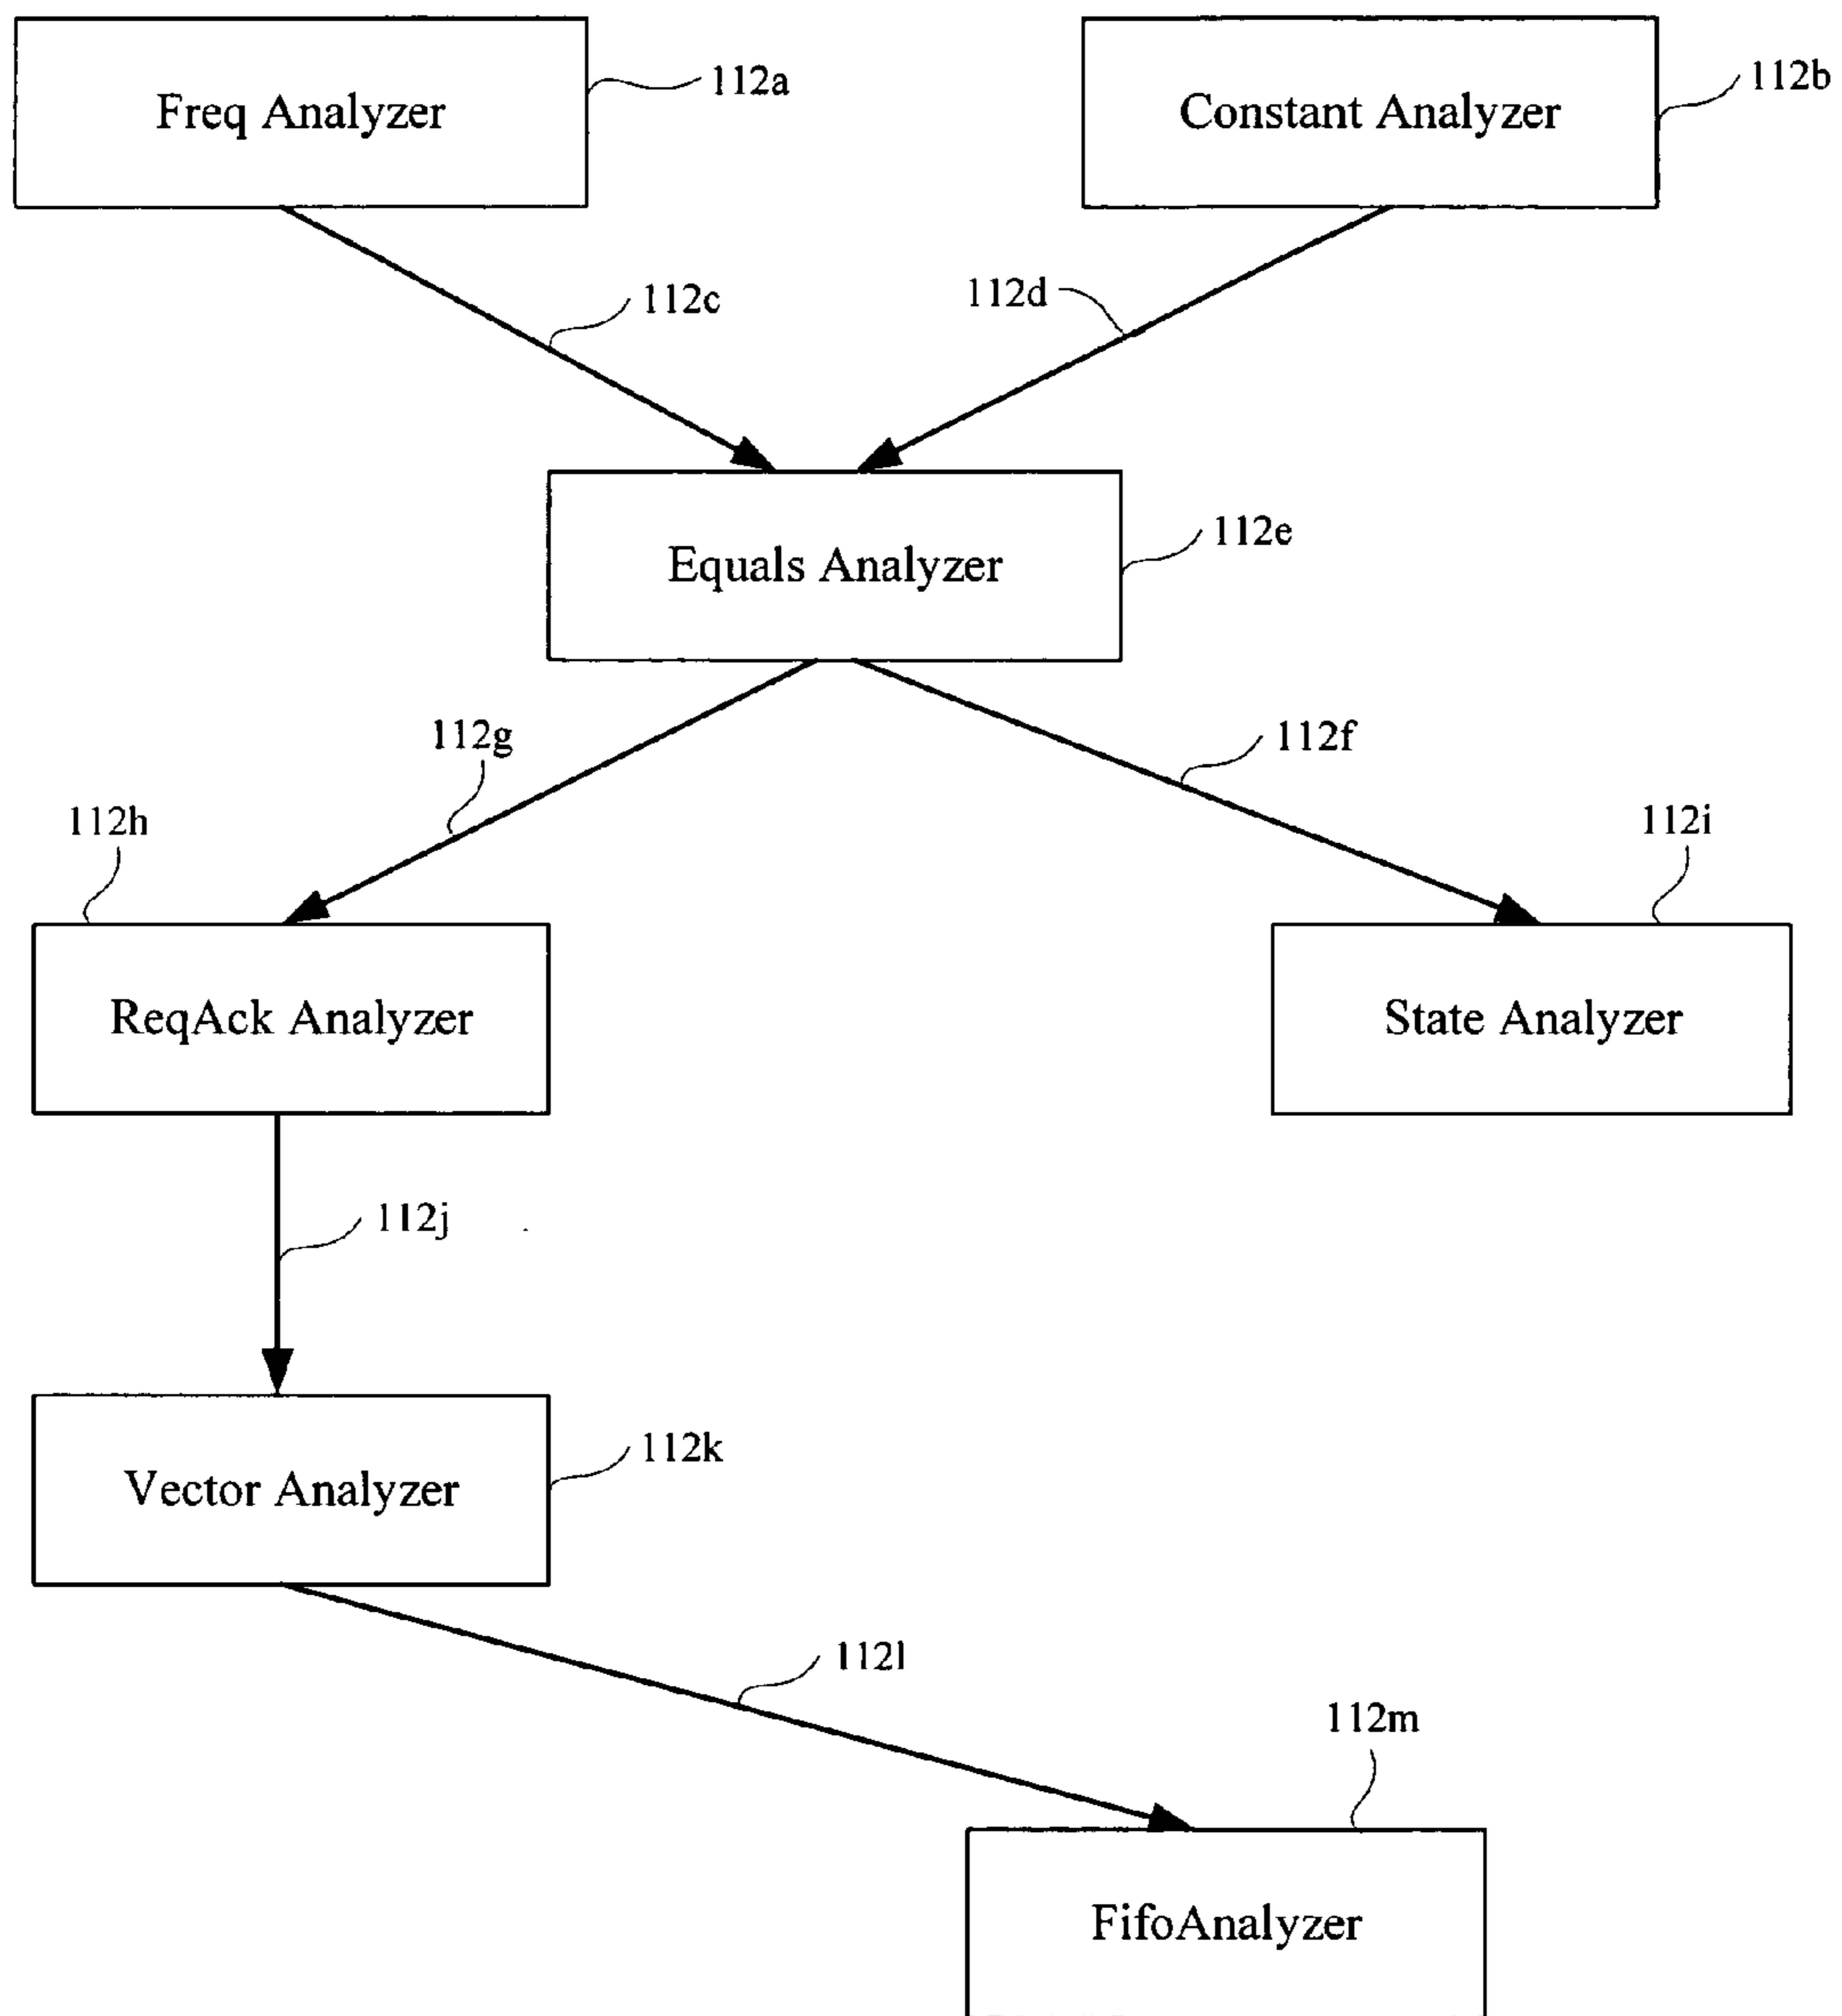 Freq Analyzer
112a
Constant Analyzer
112b
112c
112d
Equals Analyzer
112e
112g
112f
112h
112i
ReqAck Analyzer
State Analyzer
112j
Vector Analyzer
112k
112l
112m
FifoAnalyzer